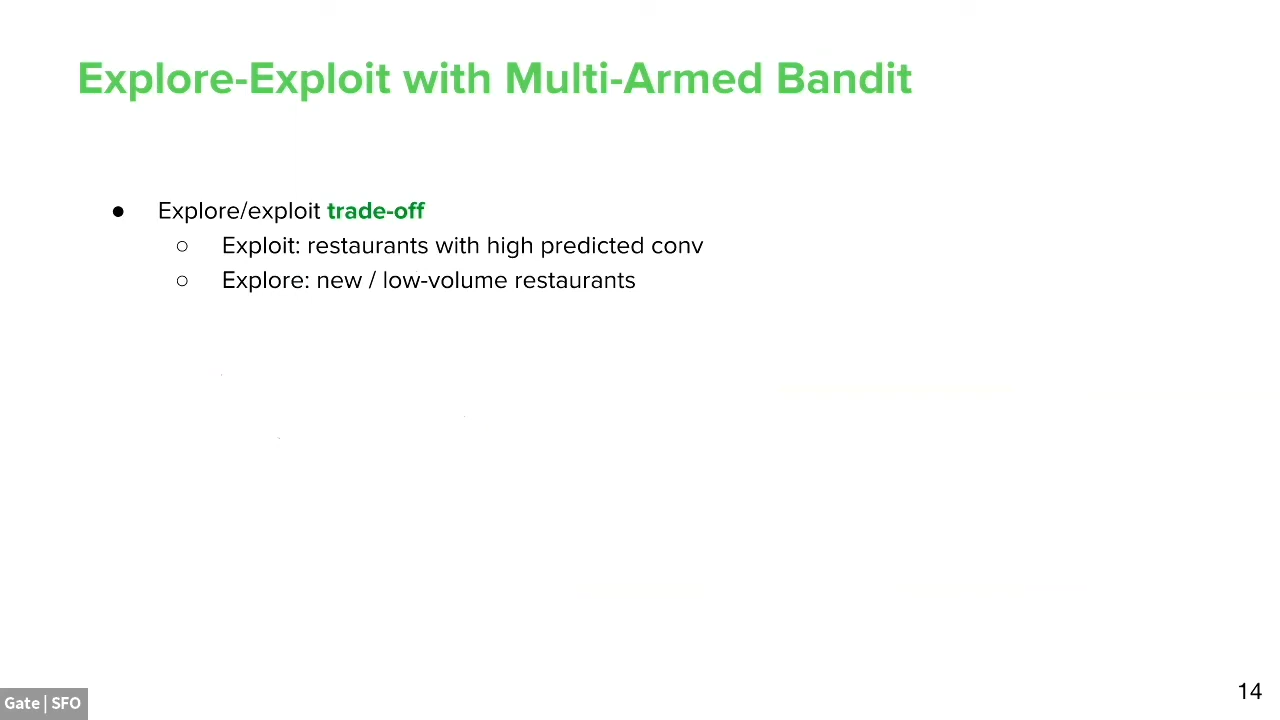 Explore-Exploit with Multi-Armed Bandit
● Explore/exploit trade-off
○ Exploit: restaurants with high predicted conv
○ Explore: new / low-volume restaurants
Gate | SFO
14